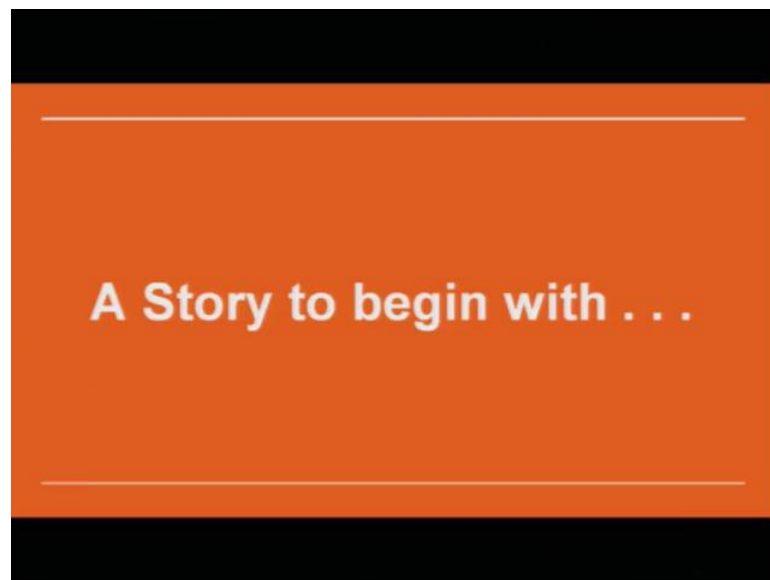 A Story to begin with . . .